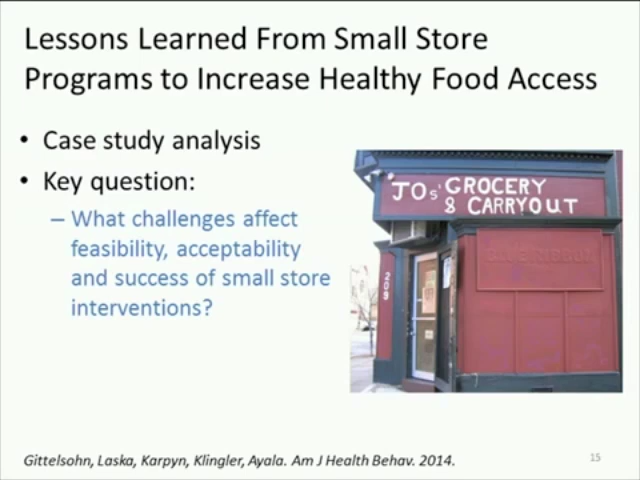 Lessons Learned From Small Store
Programs to Increase Healthy Food Access
• Case study analysis
• Key question:
– What challenges affect
feasibility, acceptability
and success of small store
interventions?
JOs' GROCERY
& CARRYOUT
209
Gittelsohn, Laska, Karpyn, Klingler, Ayala. Am J Health Behav. 2014.
15